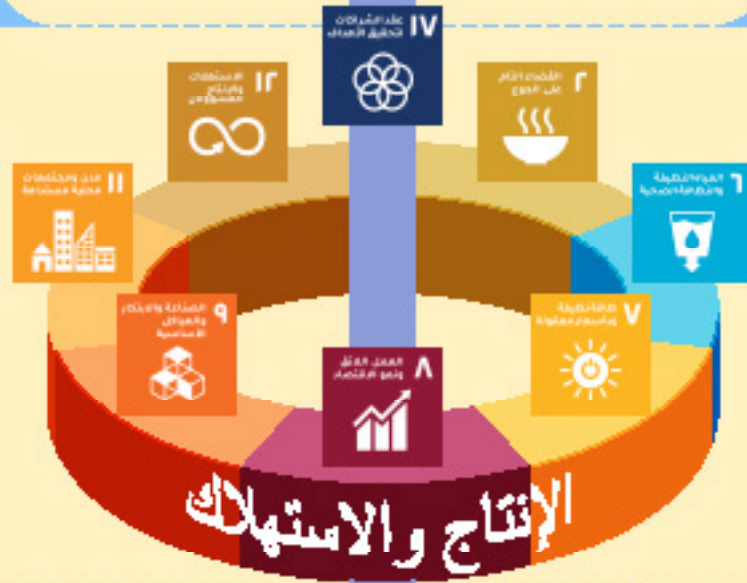 ١٧ عقد الشراكات
لتحقيق الأهداف
٢ القضاء التام
على الجوع
١٢ الاستهلاك
والإنتاج
المسؤولان
٦ المياه النظيفة
والنظافة الصحية
١١ مدن ومجتمعات
محلية مستدامة
٧ طاقة نظيفة
وبأسعار معقولة
٩ الصناعة والابتكار
والهياكل
الأساسية
٨ العمل اللائق
ونمو الاقتصاد
الإنتاج والاستهلاك